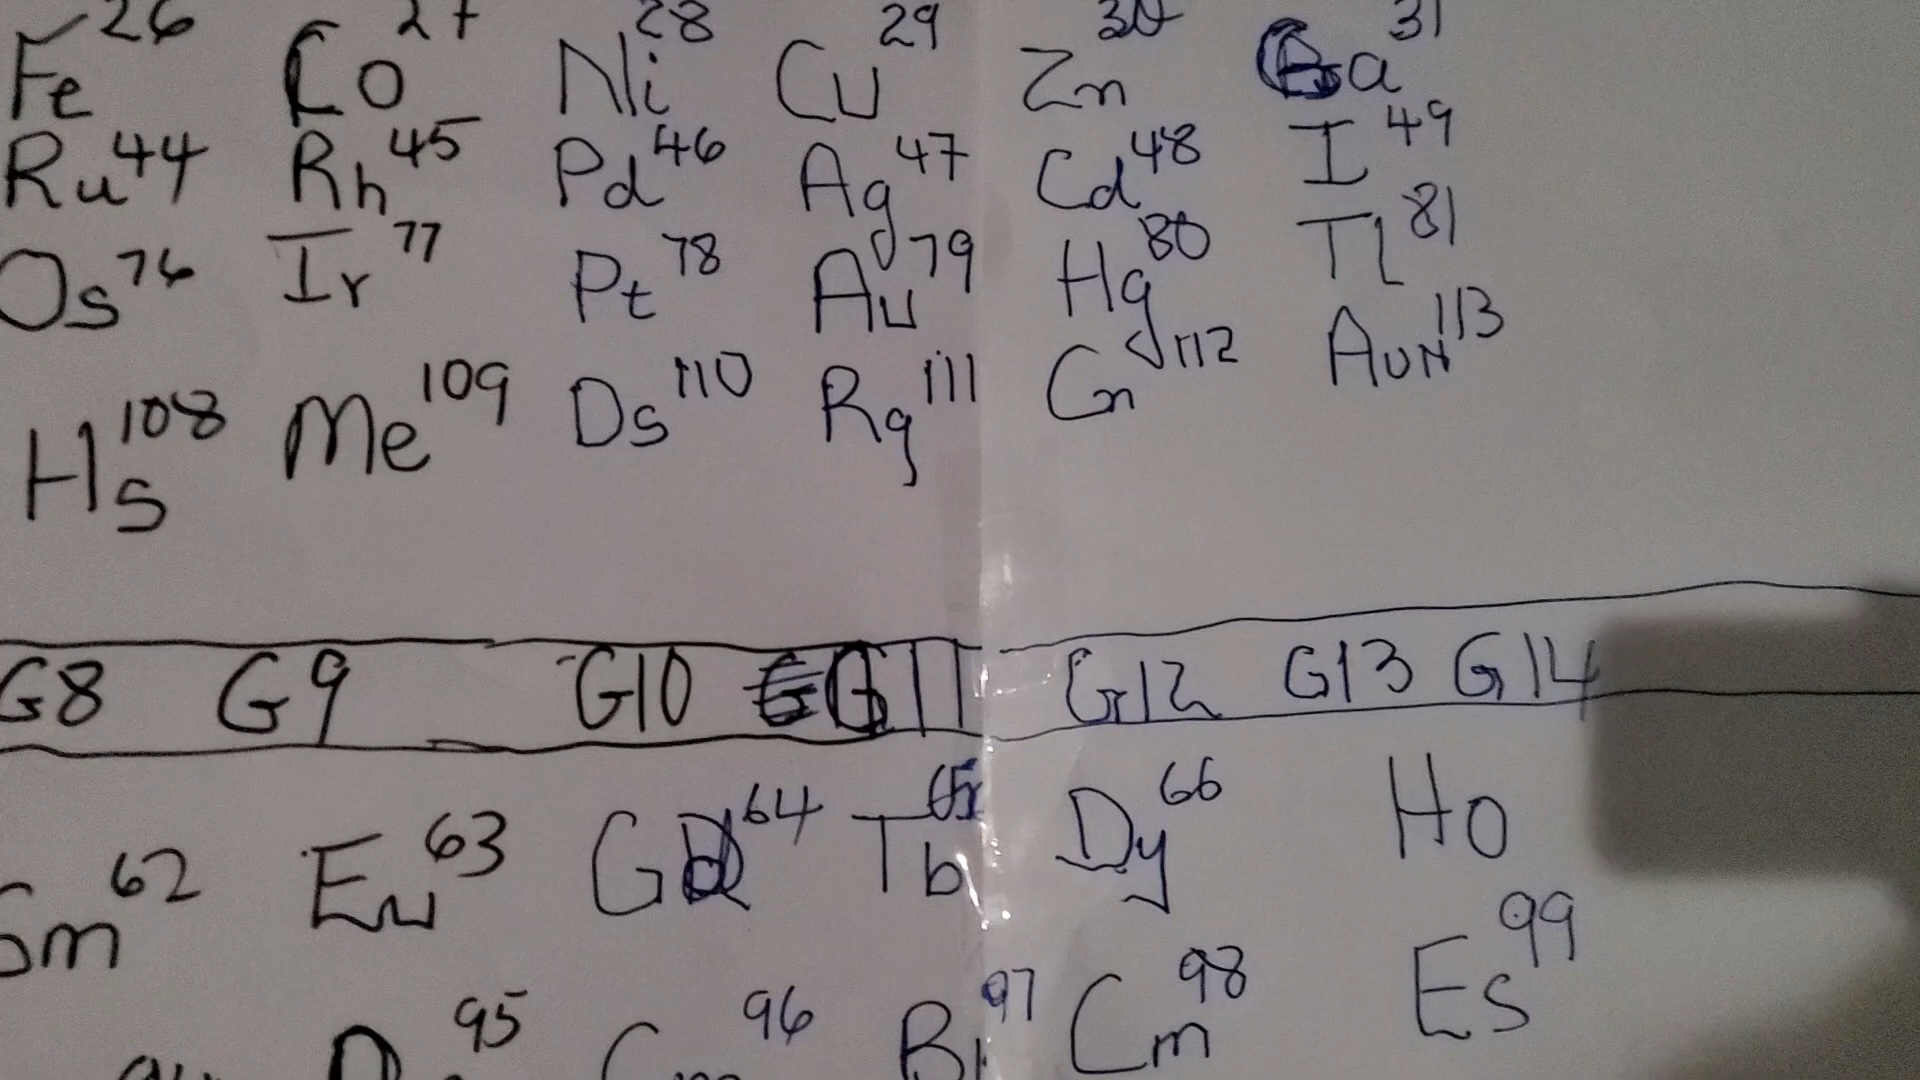 Fe 26 Co 27 Ni 28 Cu 29 Zn 30 Ga 31
Ru 44 Rh 45 Pd 46 Ag 47 Cd 48 I 49
Os 76 Ir 77 Pt 78 Au 79 Hg 80 Tl 81
Hs 108 Me 109 Ds 110 Rg 111 Cn 112 AuN 113
G8 G9 G10 G11 G12 G13 G14
Sm 62 Eu 63 Gd 64 Tb 65 Dy 66 Ho
95 96 97 Cm 98 Es 99